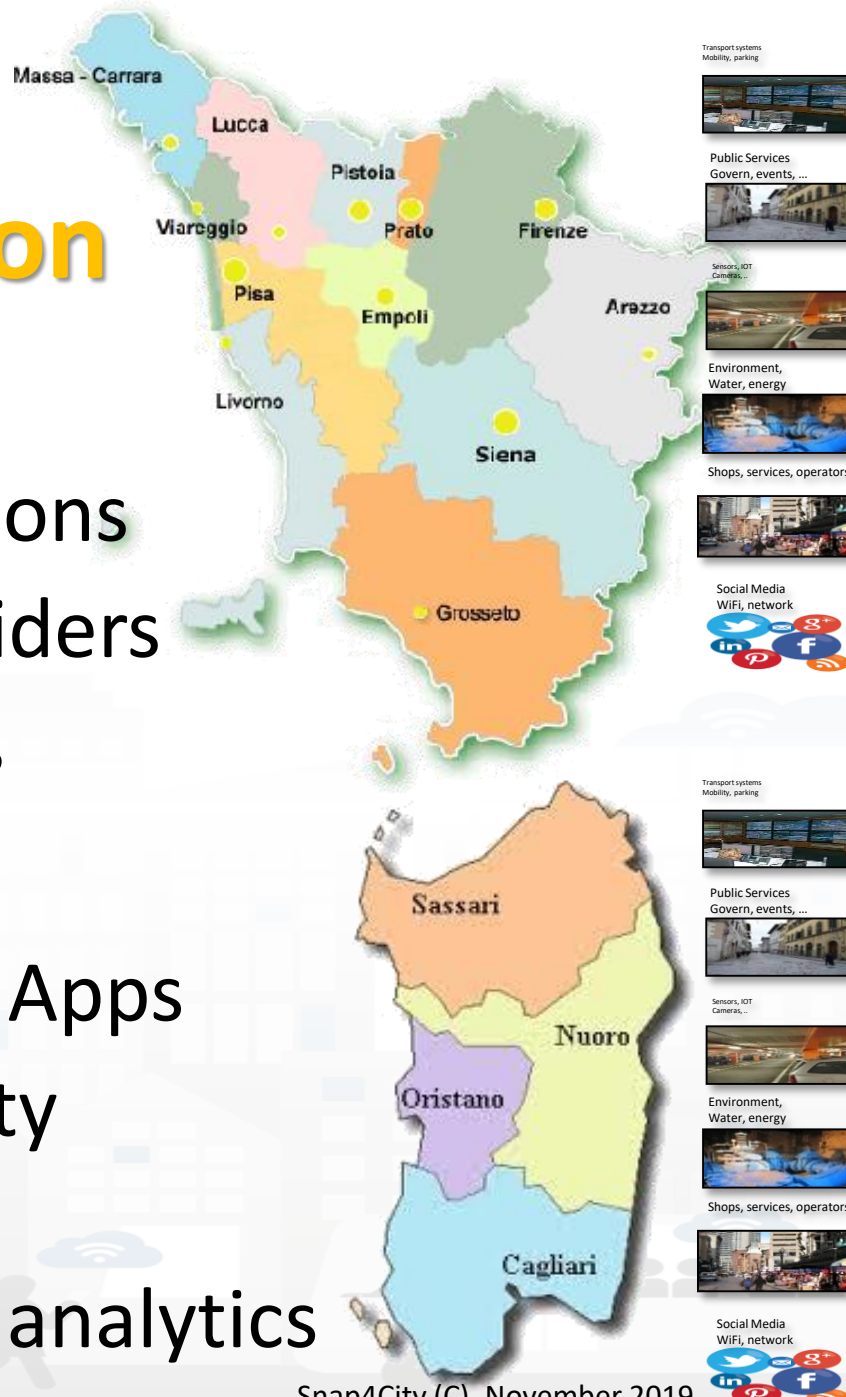 Massa - Carrara
Lucca
Pistoia
Viareggio
Prato
Firenze
Pisa
Empoli
Arezzo
Livorno
Siena
Grosseto
on
ons
iders
Apps
ty
analytics
Transport systems
Mobility, parking
Public Services
Govern, events, ...
Sensors, IOT
Cameras, ..
Environment,
Water, energy
Shops, services, operators
Social Media
WiFi, network
in
P
f
g+
Sassari
Nuoro
Oristano
Cagliari
Transport systems
Mobility, parking
Public Services
Govern, events, ...
Sensors, IOT
Cameras, ..
Environment,
Water, energy
Shops, services, operators
Social Media
WiFi, network
in
f
g+
Snap4City (C), November 2019